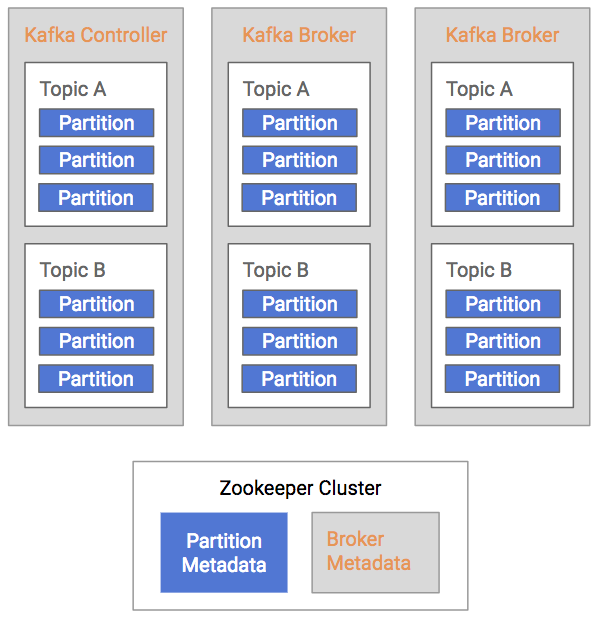 Kafka Controller
Topic A
Partition
Partition
Partition
Topic B
Partition
Partition
Partition
Kafka Broker
Topic A
Partition
Partition
Partition
Topic B
Partition
Partition
Partition
Kafka Broker
Topic A
Partition
Partition
Partition
Topic B
Partition
Partition
Partition
Zookeeper Cluster
Partition
Metadata
Broker
Metadata